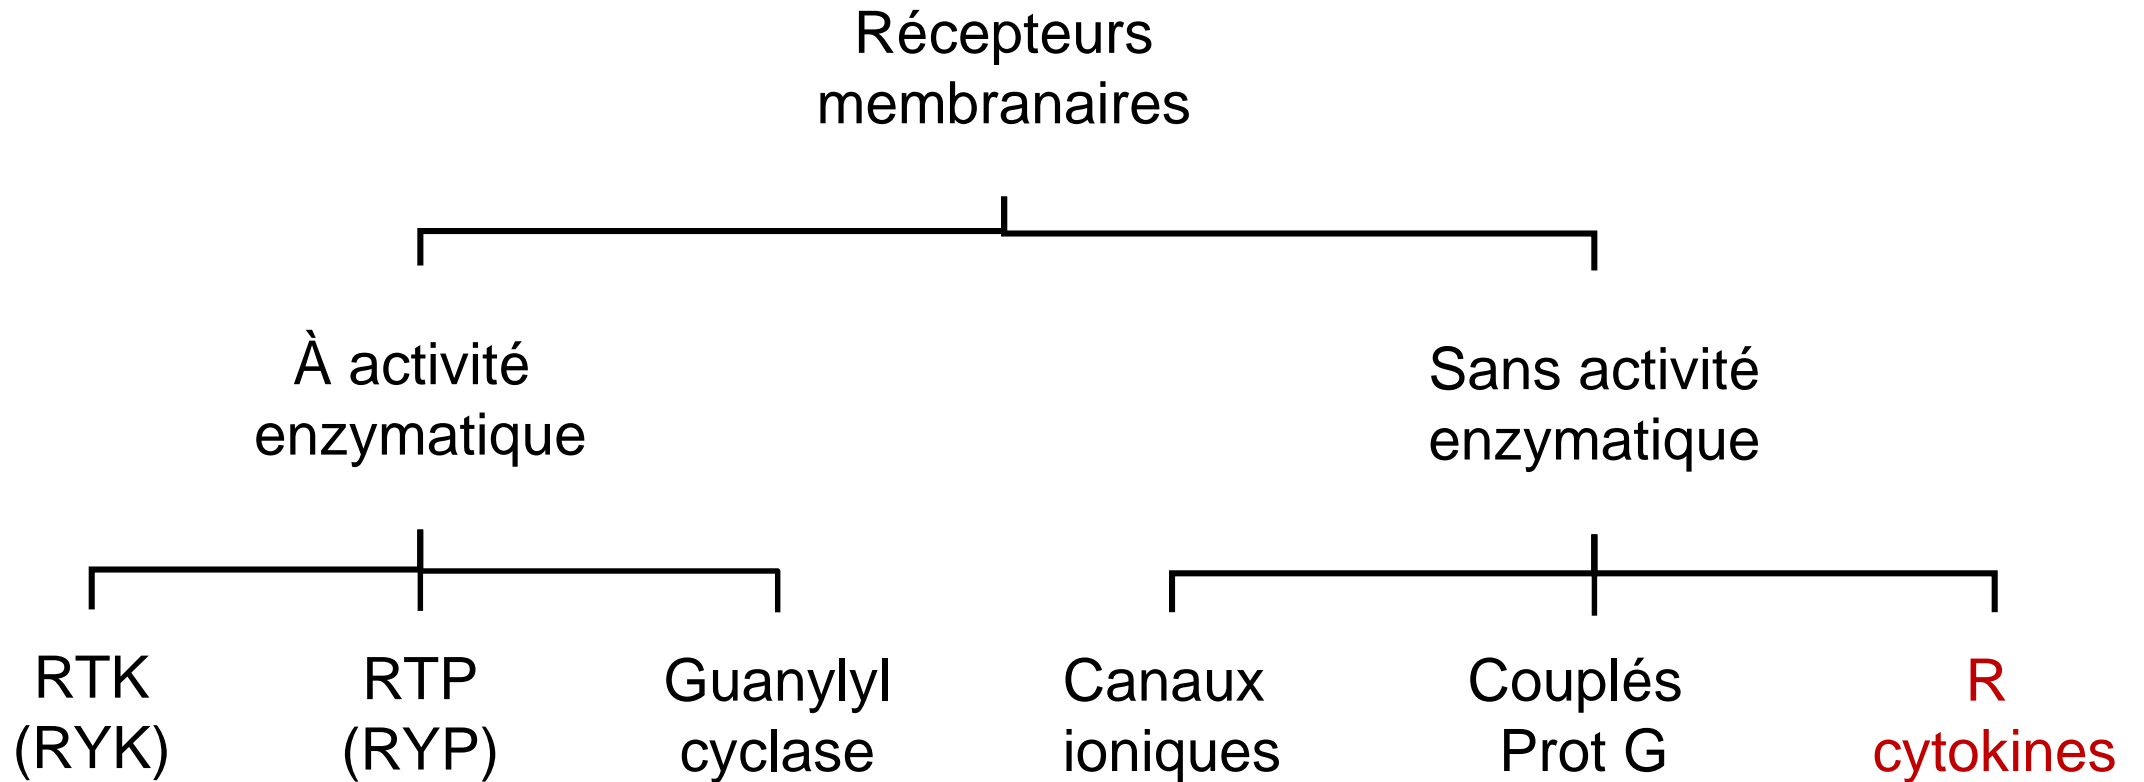 Récepteurs
membranaires
À activité
enzymatique
Sans activité
enzymatique
RTK
(RYK)
RTP
(RYP)
Guanylyl
cyclase
Canaux
ioniques
Couplés
Prot G
R
cytokines